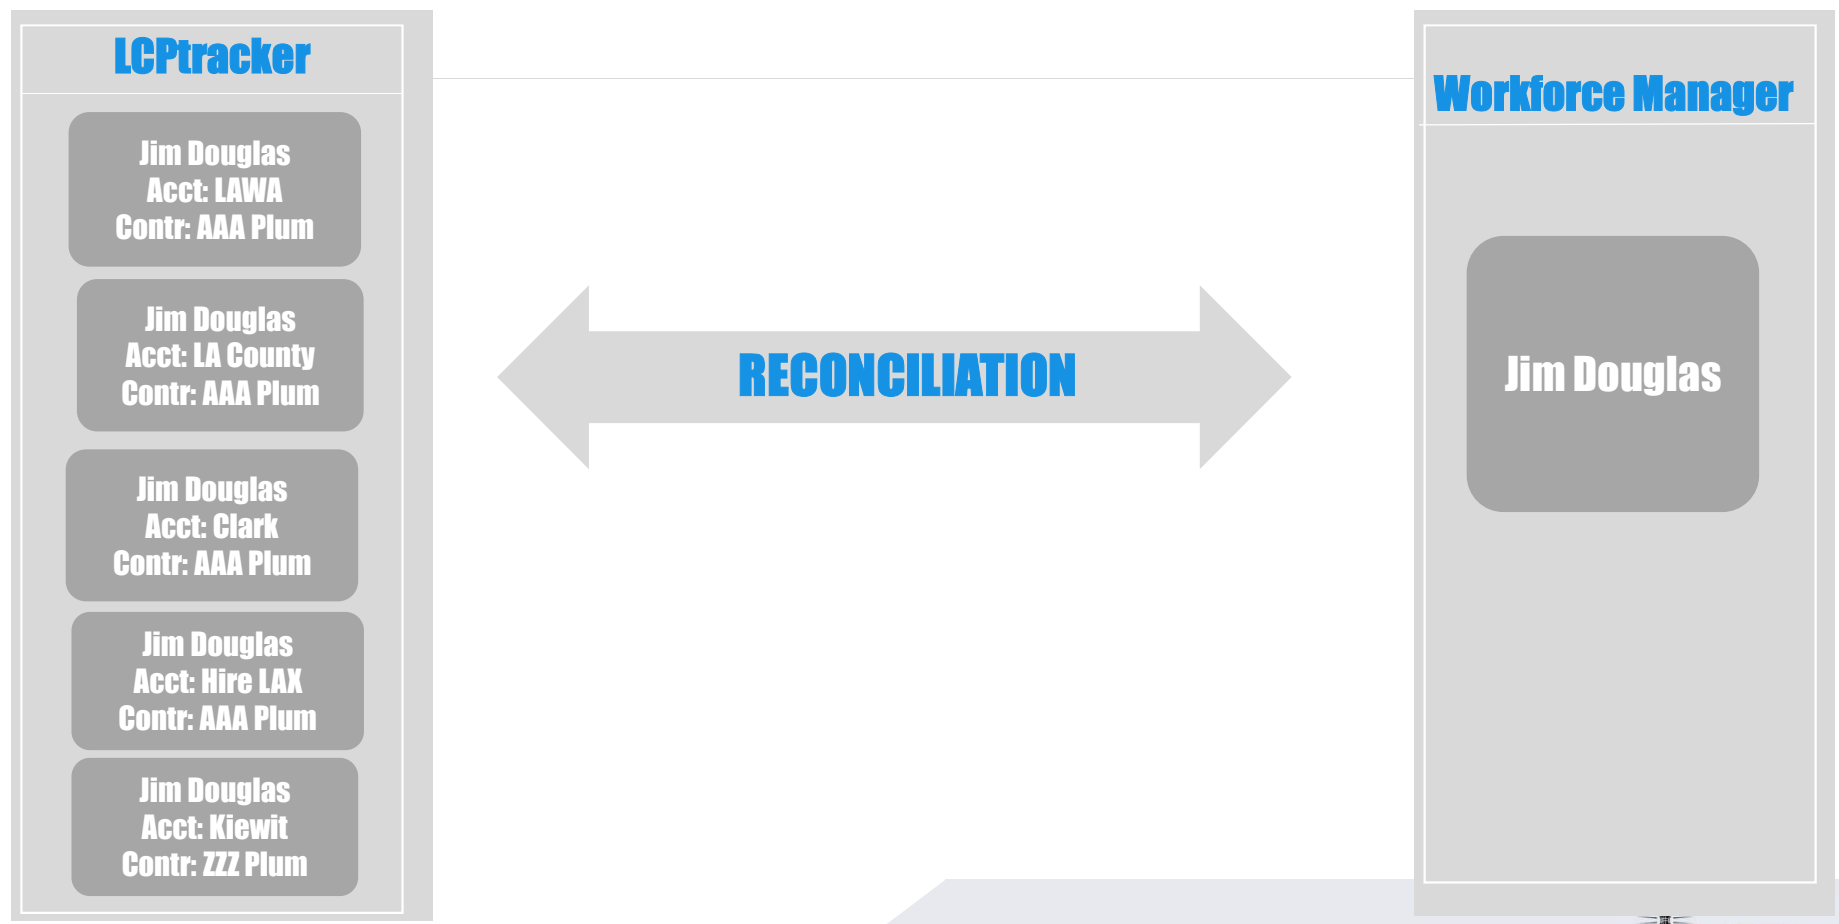 LCPtracker
Jim Douglas
Acct: LAWA
Contr: AAA Plum
Jim Douglas
Acct: LA County
Contr: AAA Plum
Jim Douglas
Acct: Clark
Contr: AAA Plum
Jim Douglas
Acct: Hire LAX
Contr: AAA Plum
Jim Douglas
Acct: Kiewit
Contr: ZZZ Plum
RECONCILIATION
Workforce Manager
Jim Douglas